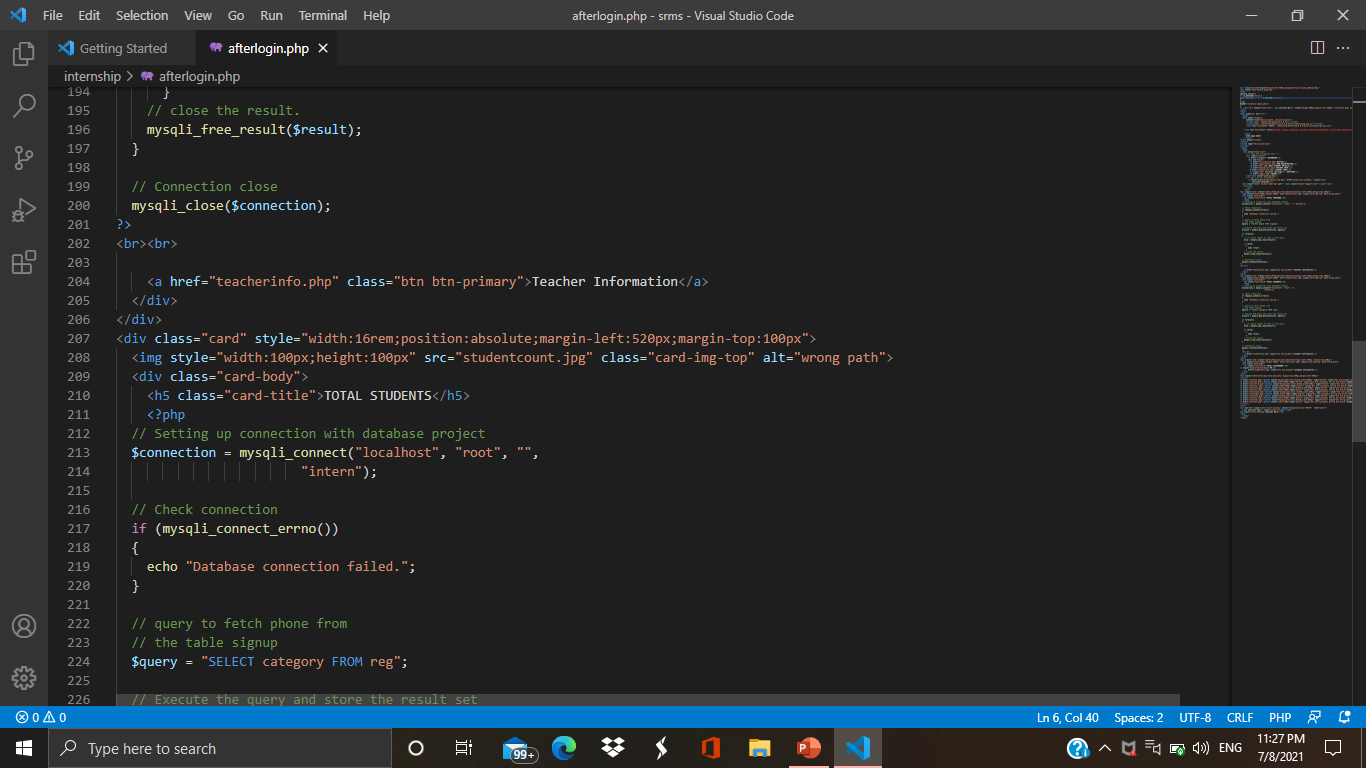 File Edit Selection View Go Run Terminal Help afterlogin.php - srms - Visual Studio Code
Getting Started afterlogin.php
internship > afterlogin.php
194 }
195 // close the result.
196 mysqli_free_result($result);
197 }
198
199 // Connection close
200 mysqli_close($connection);
201 ?>
202 <br><br>
203
204 <a href="teacherinfo.php" class="btn btn-primary">Teacher Information</a>
205 </div>
206 </div>
207 <div class="card" style="width:16rem;position:absolute;margin-left:520px;margin-top:100px">
208 <img style="width:100px;height:100px" src="studentcount.jpg" class="card-img-top" alt="wrong path">
209 <div class="card-body">
210 <h5 class="card-title">TOTAL STUDENTS</h5>
211 <?php
212 // Setting up connection with database project
213 $connection = mysqli_connect("localhost", "root", "",
214 "intern");
215
216 // Check connection
217 if (mysqli_connect_errno())
218 {
219 echo "Database connection failed.";
220 }
221
222 // query to fetch phone from
223 // the table signup
224 $query = "SELECT category FROM reg";
225
226 // Execute the query and store the result set
0 0 Ln 6, Col 40 Spaces: 2 UTF-8 CRLF PHP
Type here to search 99+ P ENG 11:27 PM
7/8/2021